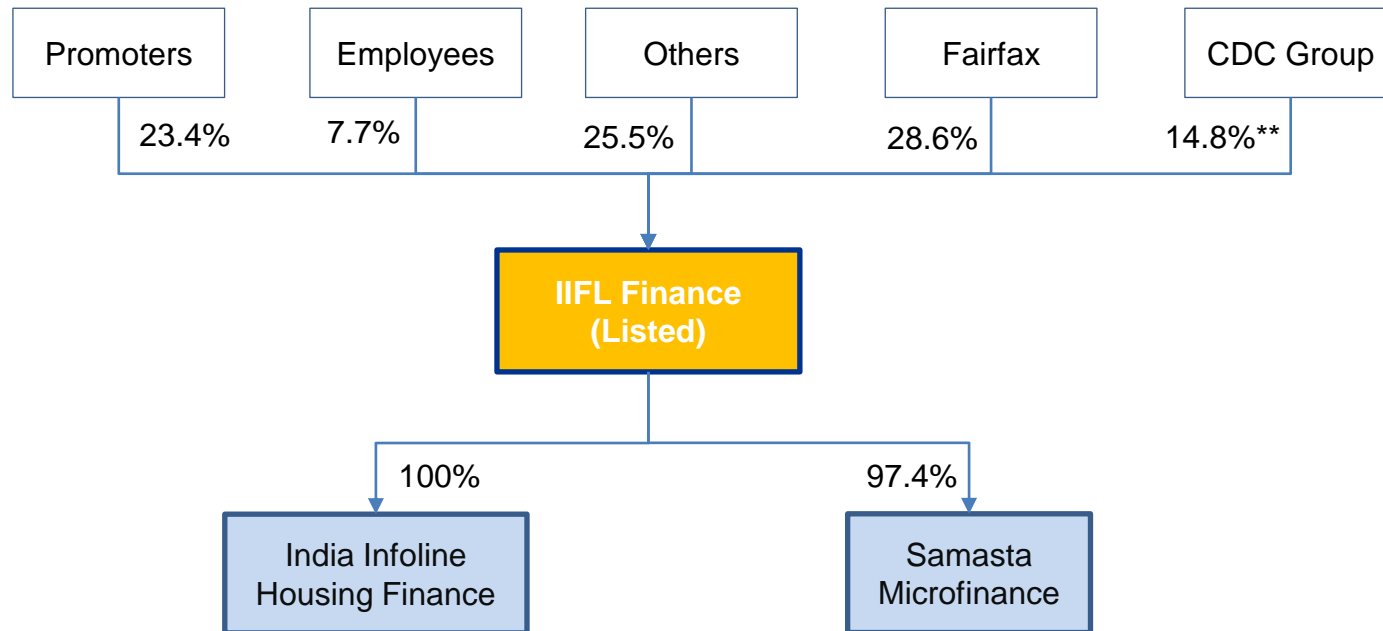 Promoters
Employees
Others
Fairfax
CDC Group
23.4%
7.7%
25.5%
28.6%
14.8%**
IIFL Finance
(Listed)
100%
97.4%
India Infoline
Housing Finance
Samasta
Microfinance